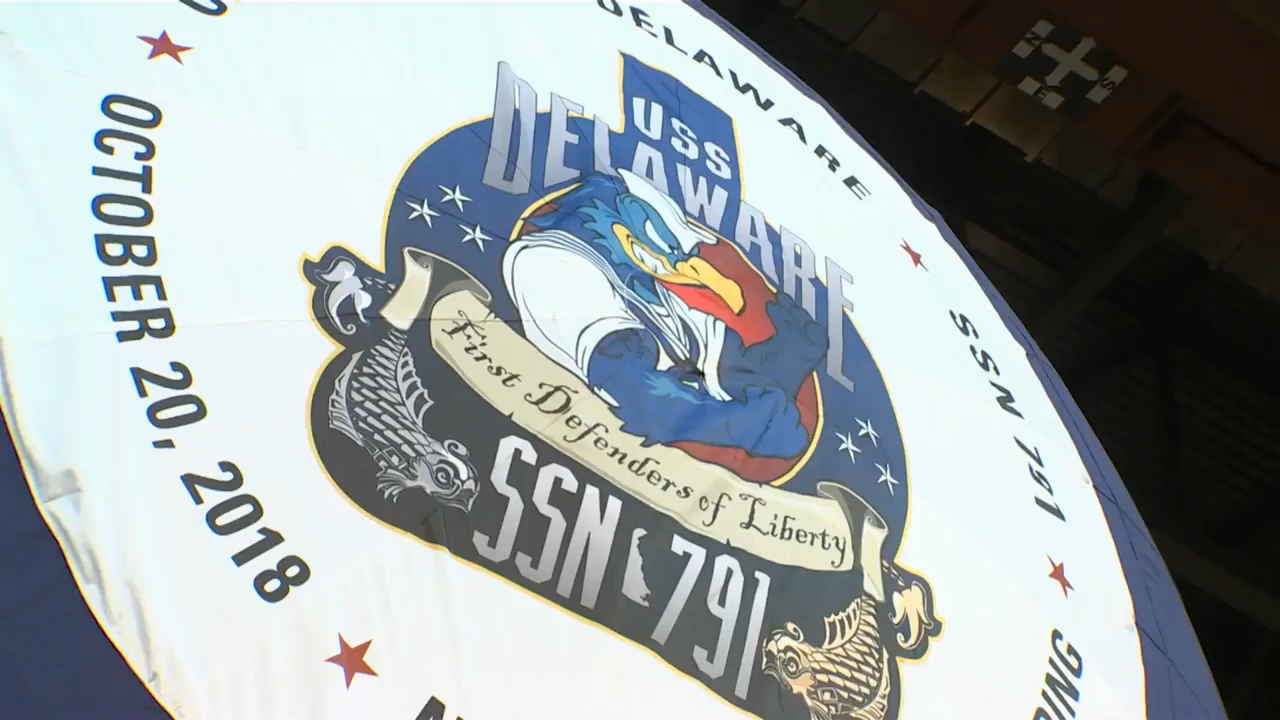 DELAWARE
SSN 791
OCTOBER 20, 2018
USS
DELAWARE
First Defenders of Liberty
SSN 791
N
E
S